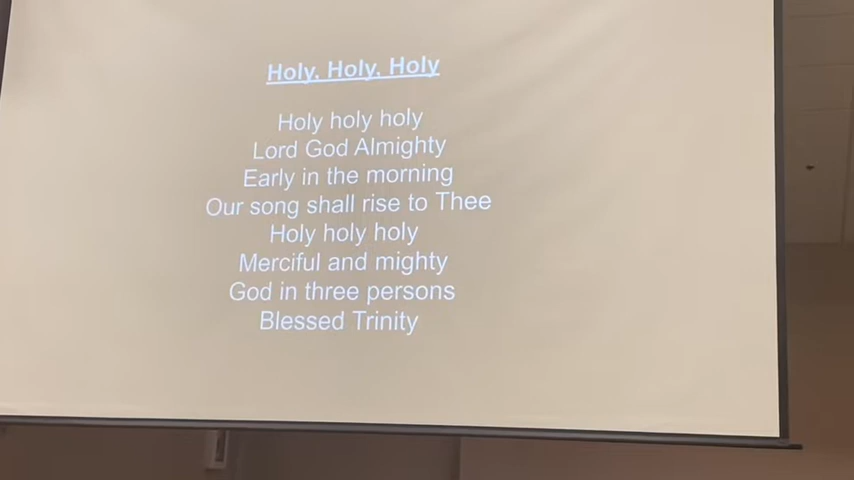 Holy, Holy, Holy
Holy holy holy
Lord God Almighty
Early in the morning
Our song shall rise to Thee
Holy holy holy
Merciful and mighty
God in three persons
Blessed Trinity